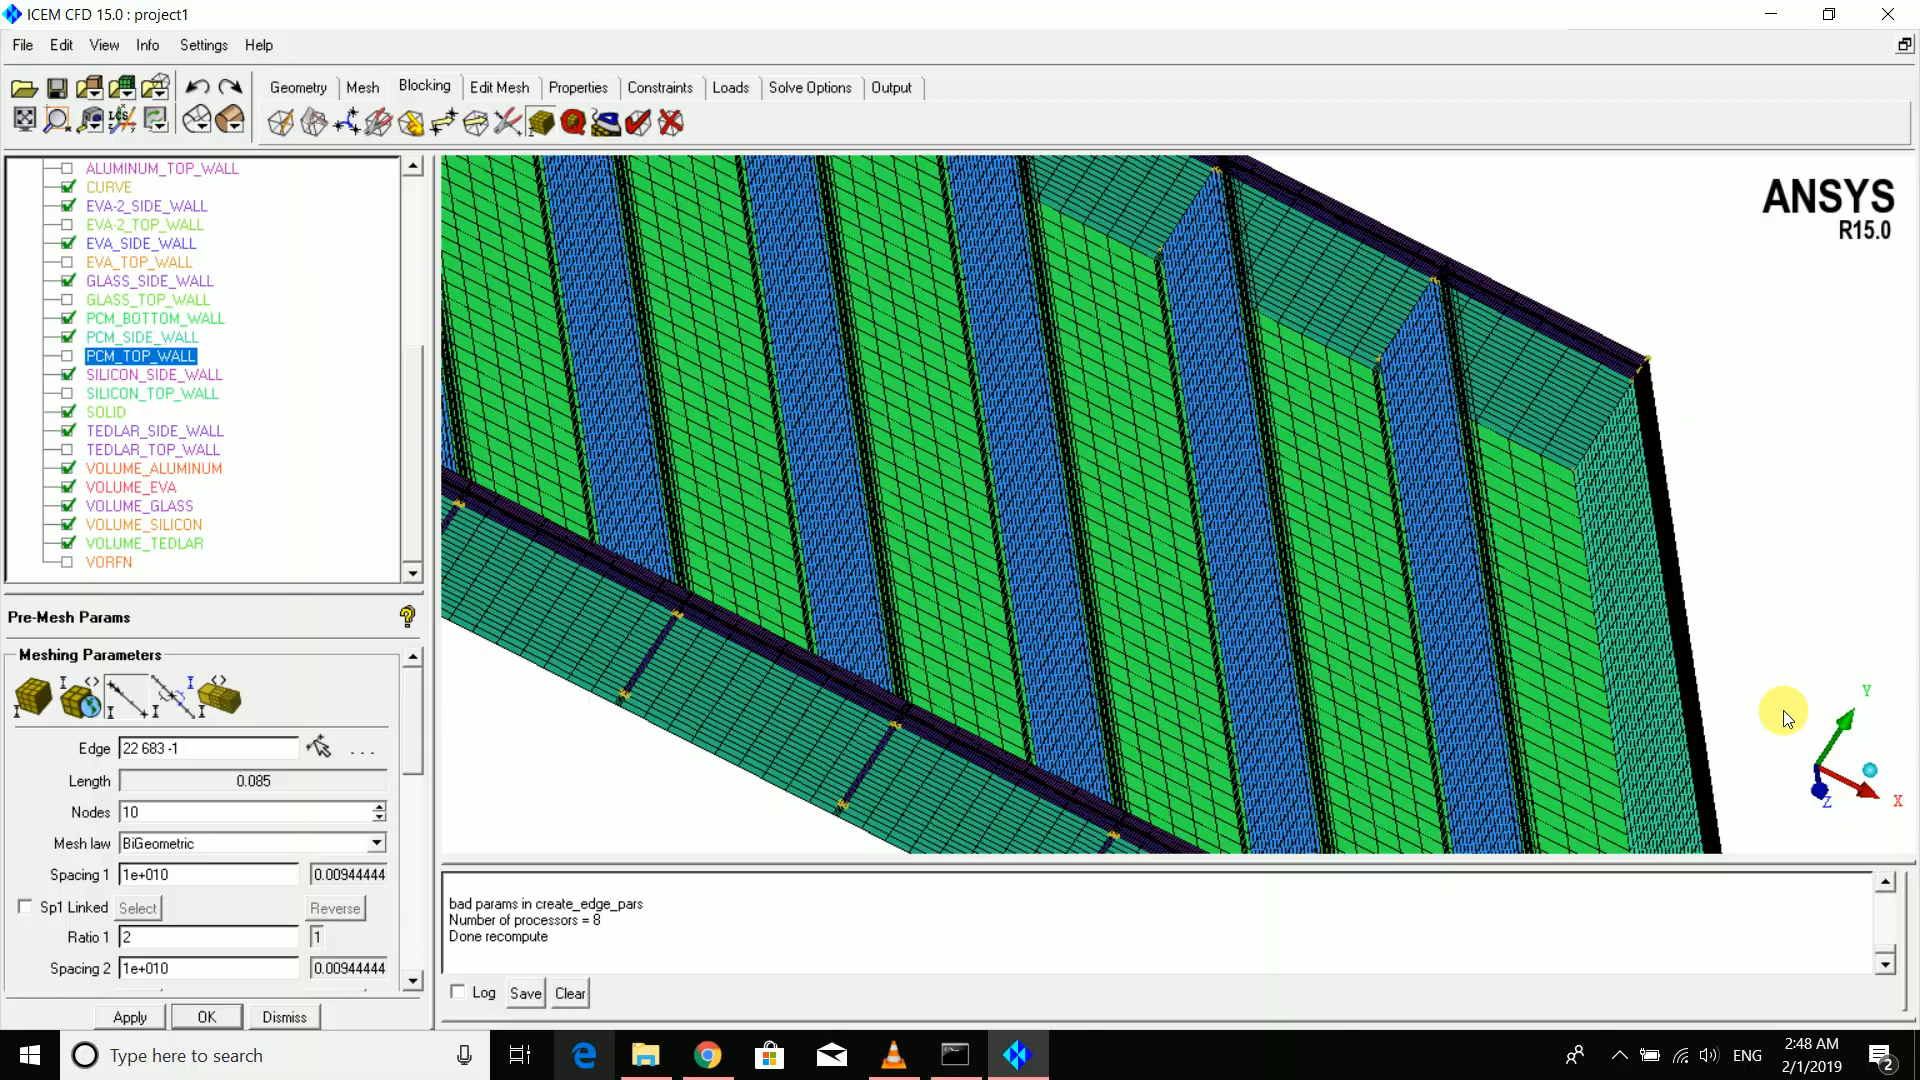 ICEM CFD 15.0 : project1
File Edit View Info Settings Help
Geometry Mesh Blocking Edit Mesh Properties Constraints Loads Solve Options Output
LCS
ALUMINUM_TOP_WALL
CURVE
EVA-2_SIDE_WALL
EVA-2_TOP_WALL
EVA_SIDE_WALL
EVA_TOP_WALL
GLASS_SIDE_WALL
GLASS_TOP_WALL
PCM_BOTTOM_WALL
PCM_SIDE_WALL
PCM_TOP_WALL
SILICON_SIDE_WALL
SILICON_TOP_WALL
SOLID
TEDLAR_SIDE_WALL
TEDLAR_TOP_WALL
VOLUME_ALUMINUM
VOLUME_EVA
VOLUME_GLASS
VOLUME_SILICON
VOLUME_TEDLAR
VORFN
ANSYS
R15.0
Y
X
Z
Pre-Mesh Params
Meshing Parameters
Edge 22 683 -1 ...
Length 0.085
Nodes 10
Mesh law BiGeometric
Spacing 1 1e+010 0.00944444
Sp1 Linked Select Reverse
Ratio 1 2 1
Spacing 2 1e+010 0.00944444
Apply OK Dismiss
bad params in create_edge_pars
Number of processors = 8
Done recompute
Log Save Clear
Type here to search
ENG
2:48 AM
2/1/2019
2